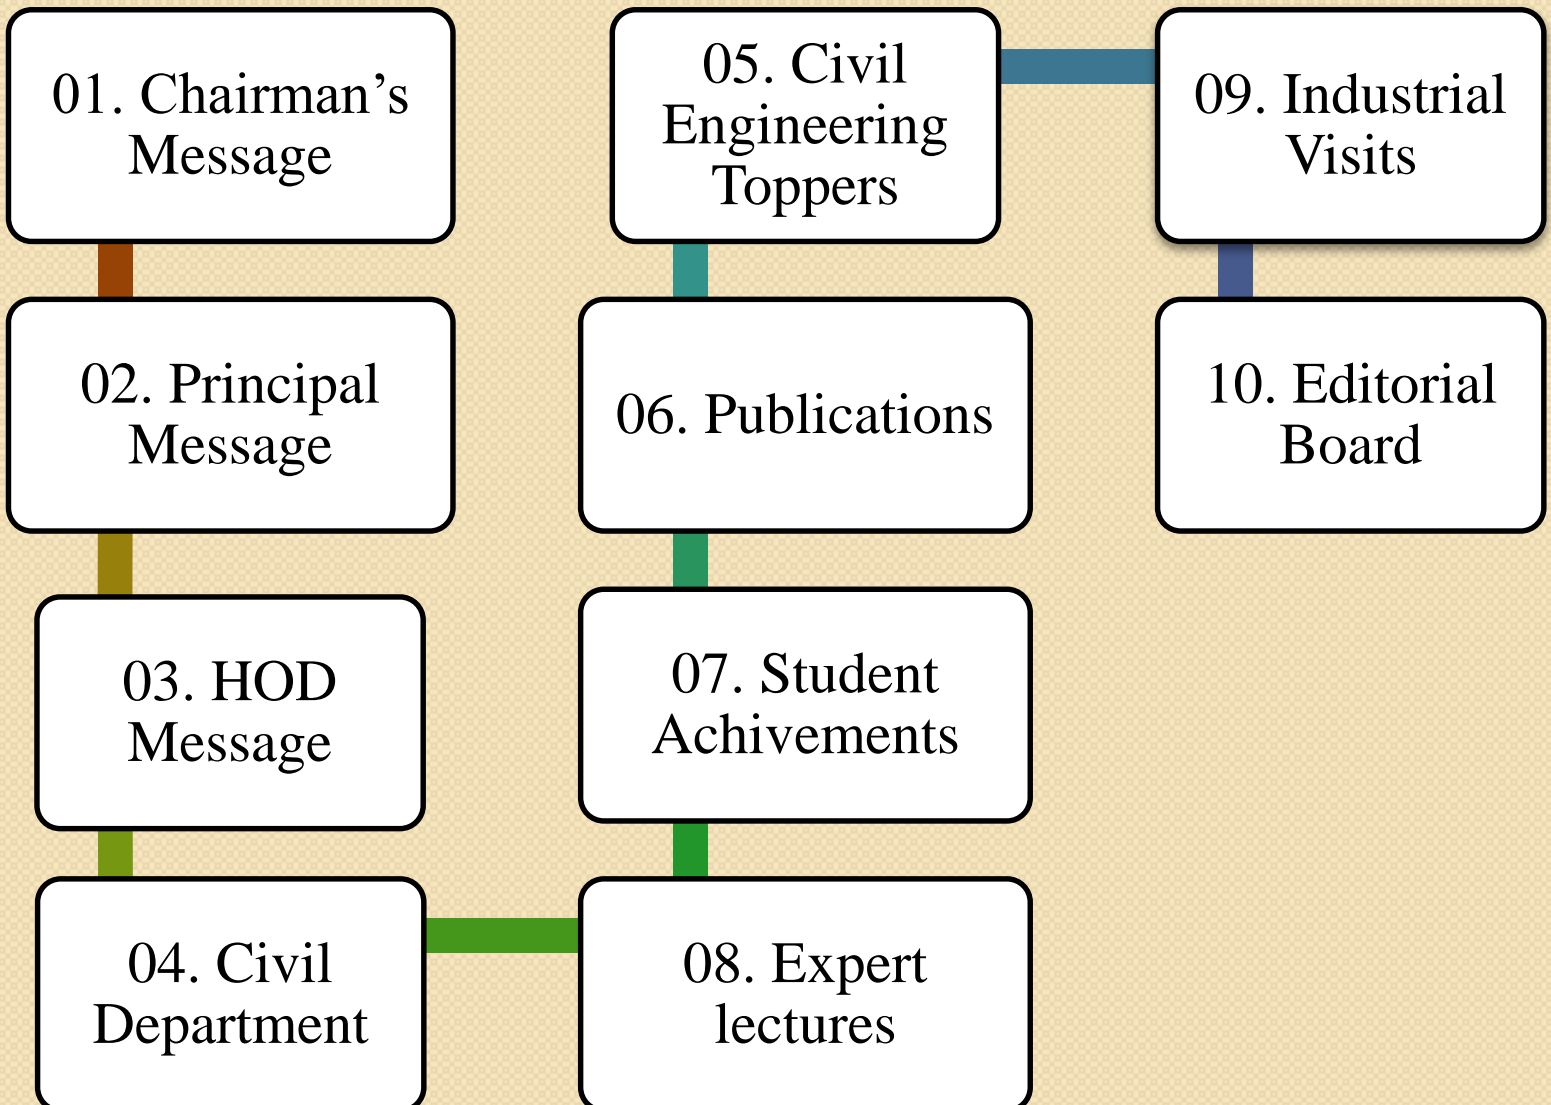 01. Chairman’s
Message
02. Principal
Message
03. HOD
Message
04. Civil
Department
05. Civil
Engineering
Toppers
06. Publications
07. Student
Achivements
08. Expert
lectures
09. Industrial
Visits
10. Editorial
Board